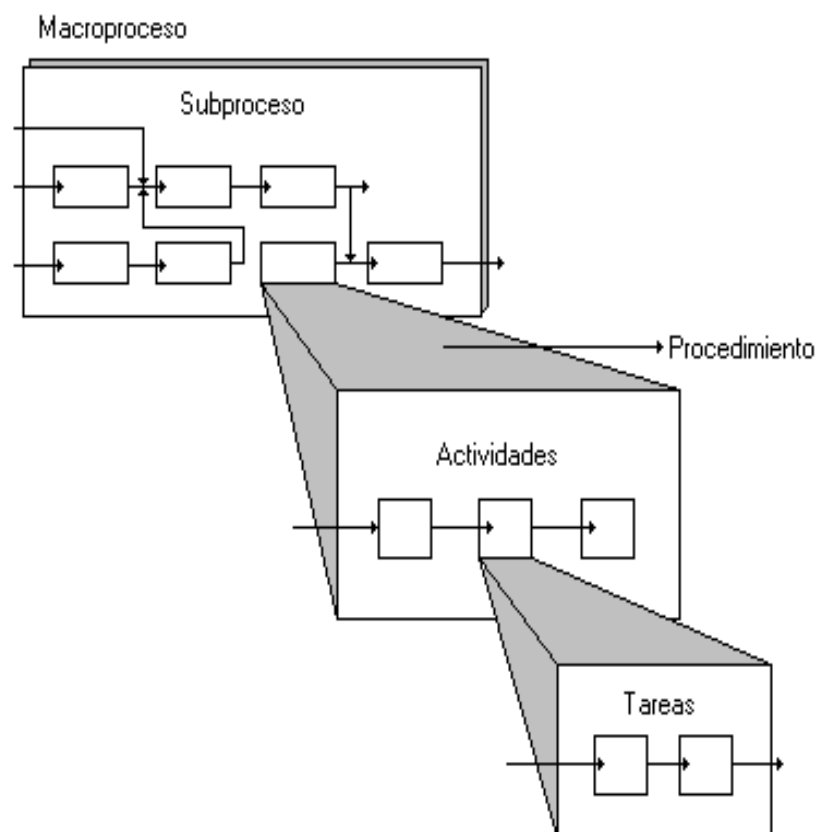 Macroproceso
Subproceso
Procedimiento
Actividades
Tareas